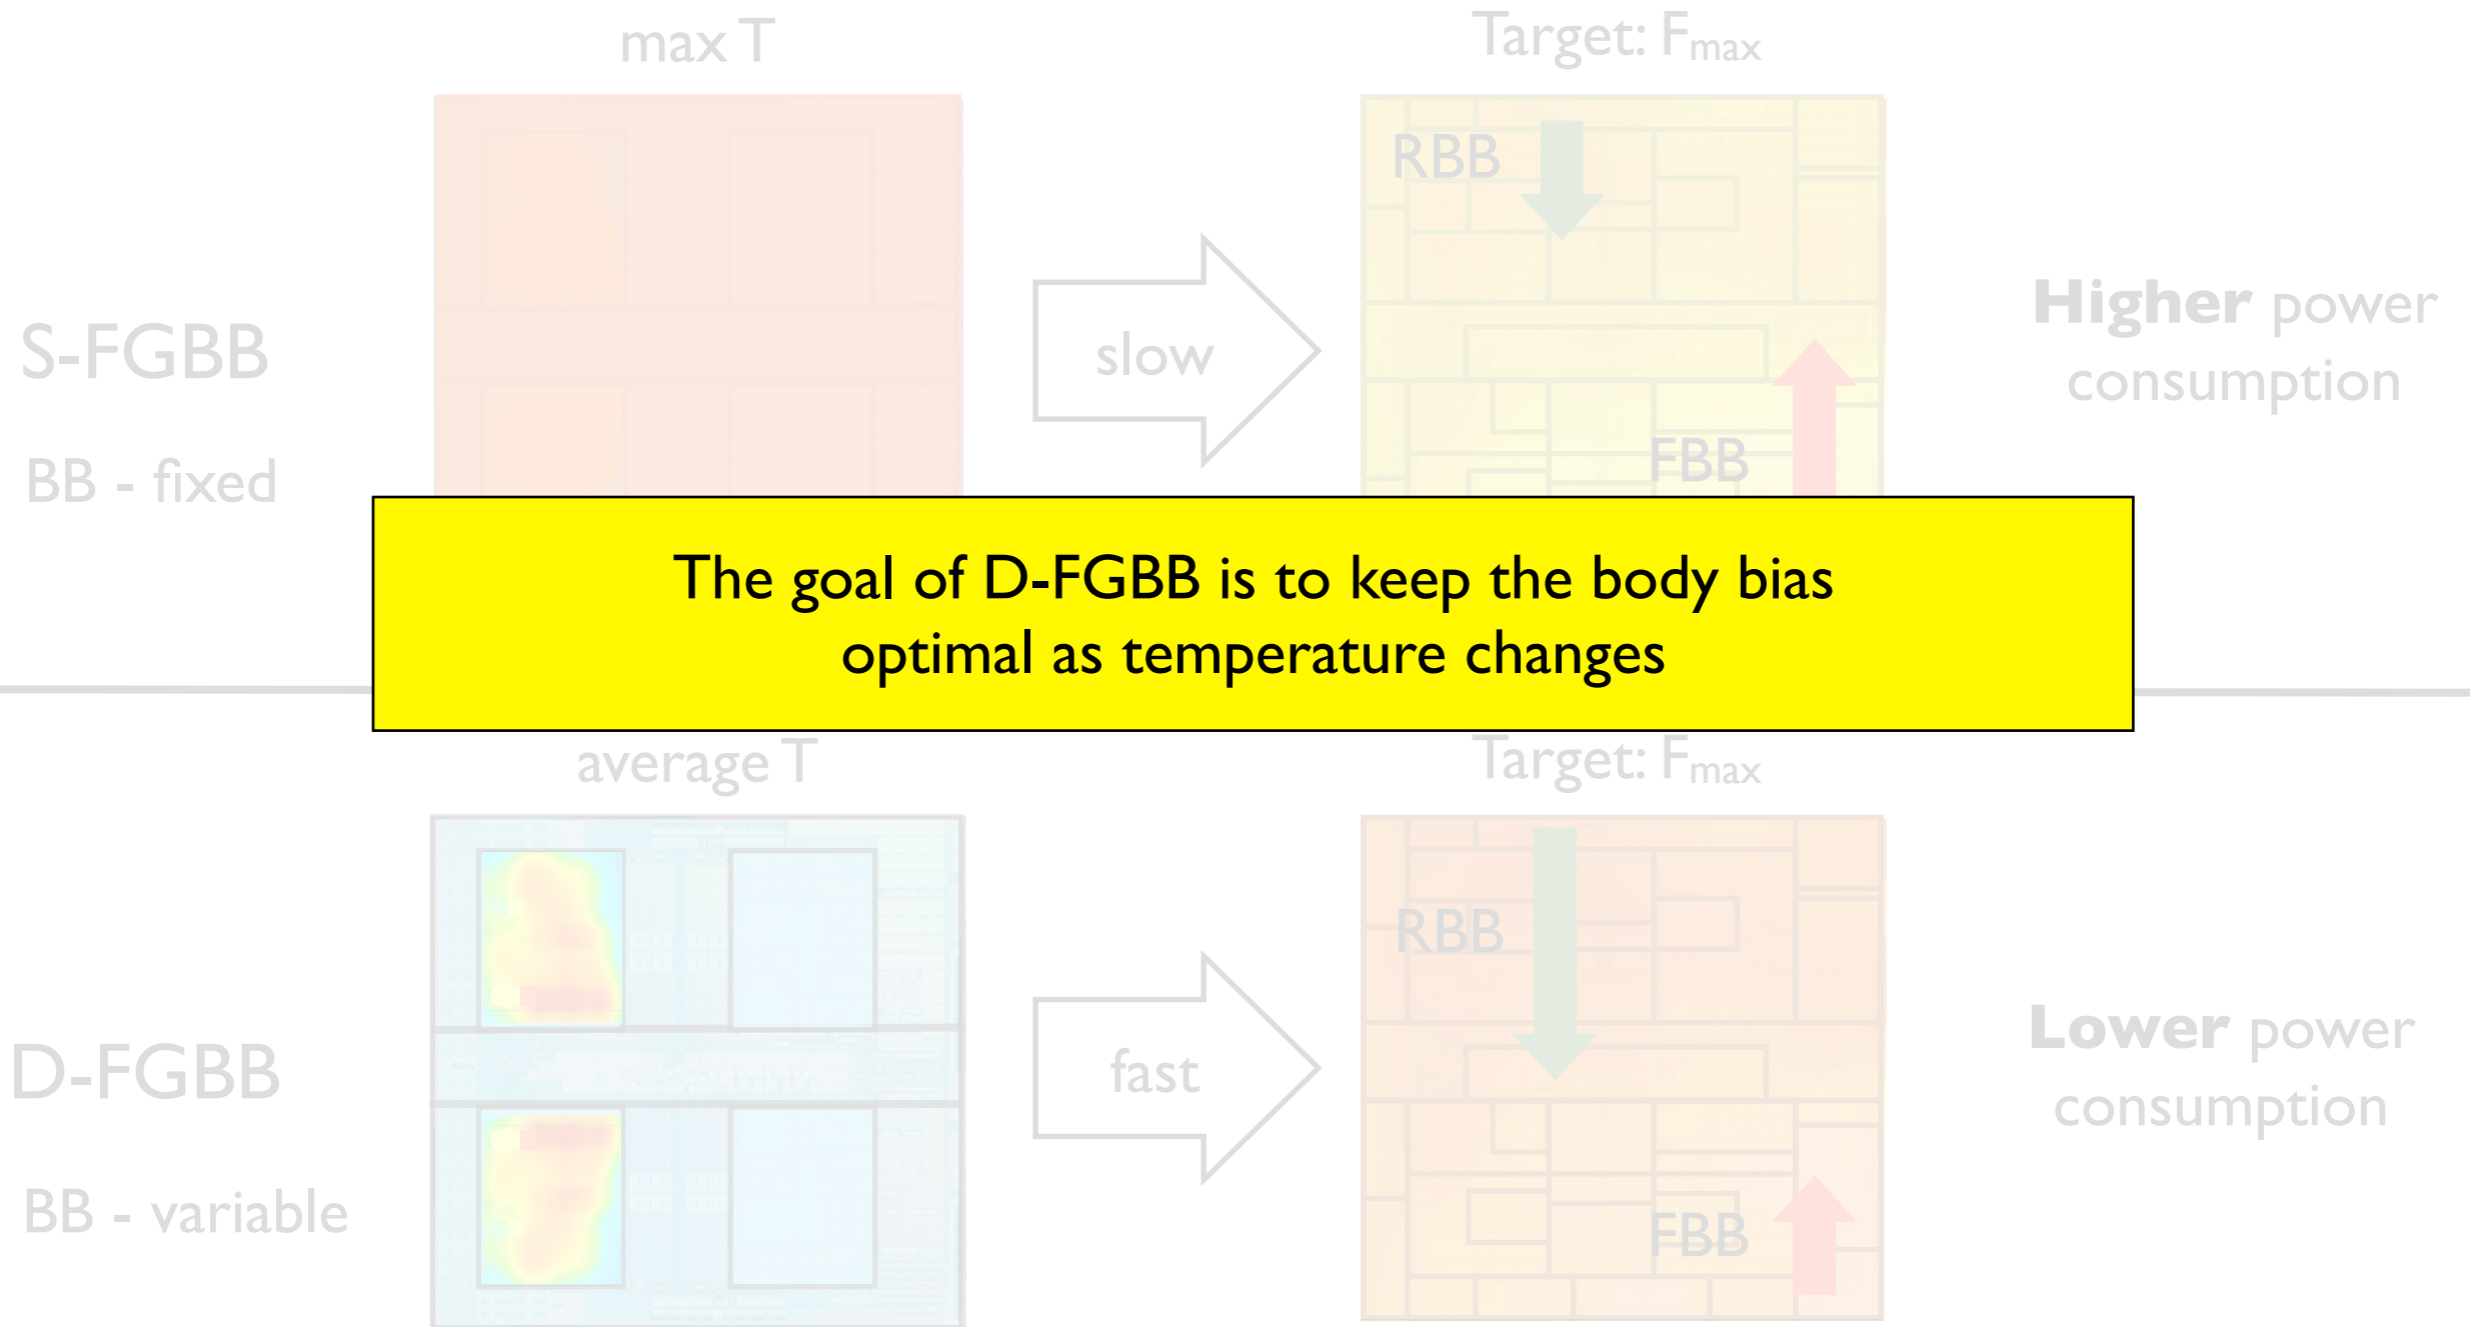 max T
Target: Fmax
RBB
S-FGBB
slow
Higher power
consumption
BB - fixed
FBB
The goal of D-FGBB is to keep the body bias
optimal as temperature changes
average T
Target: Fmax
RBB
D-FGBB
fast
Lower power
consumption
BB - variable
FBB